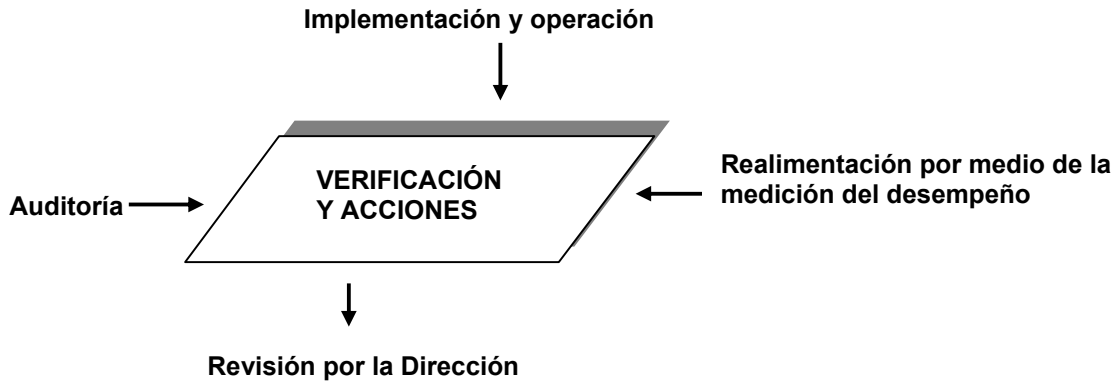 Implementación y operación
VERIFICACIÓN
Y ACCIONES
Auditoría
Realimentación por medio de la
medición del desempeño
Revisión por la Dirección